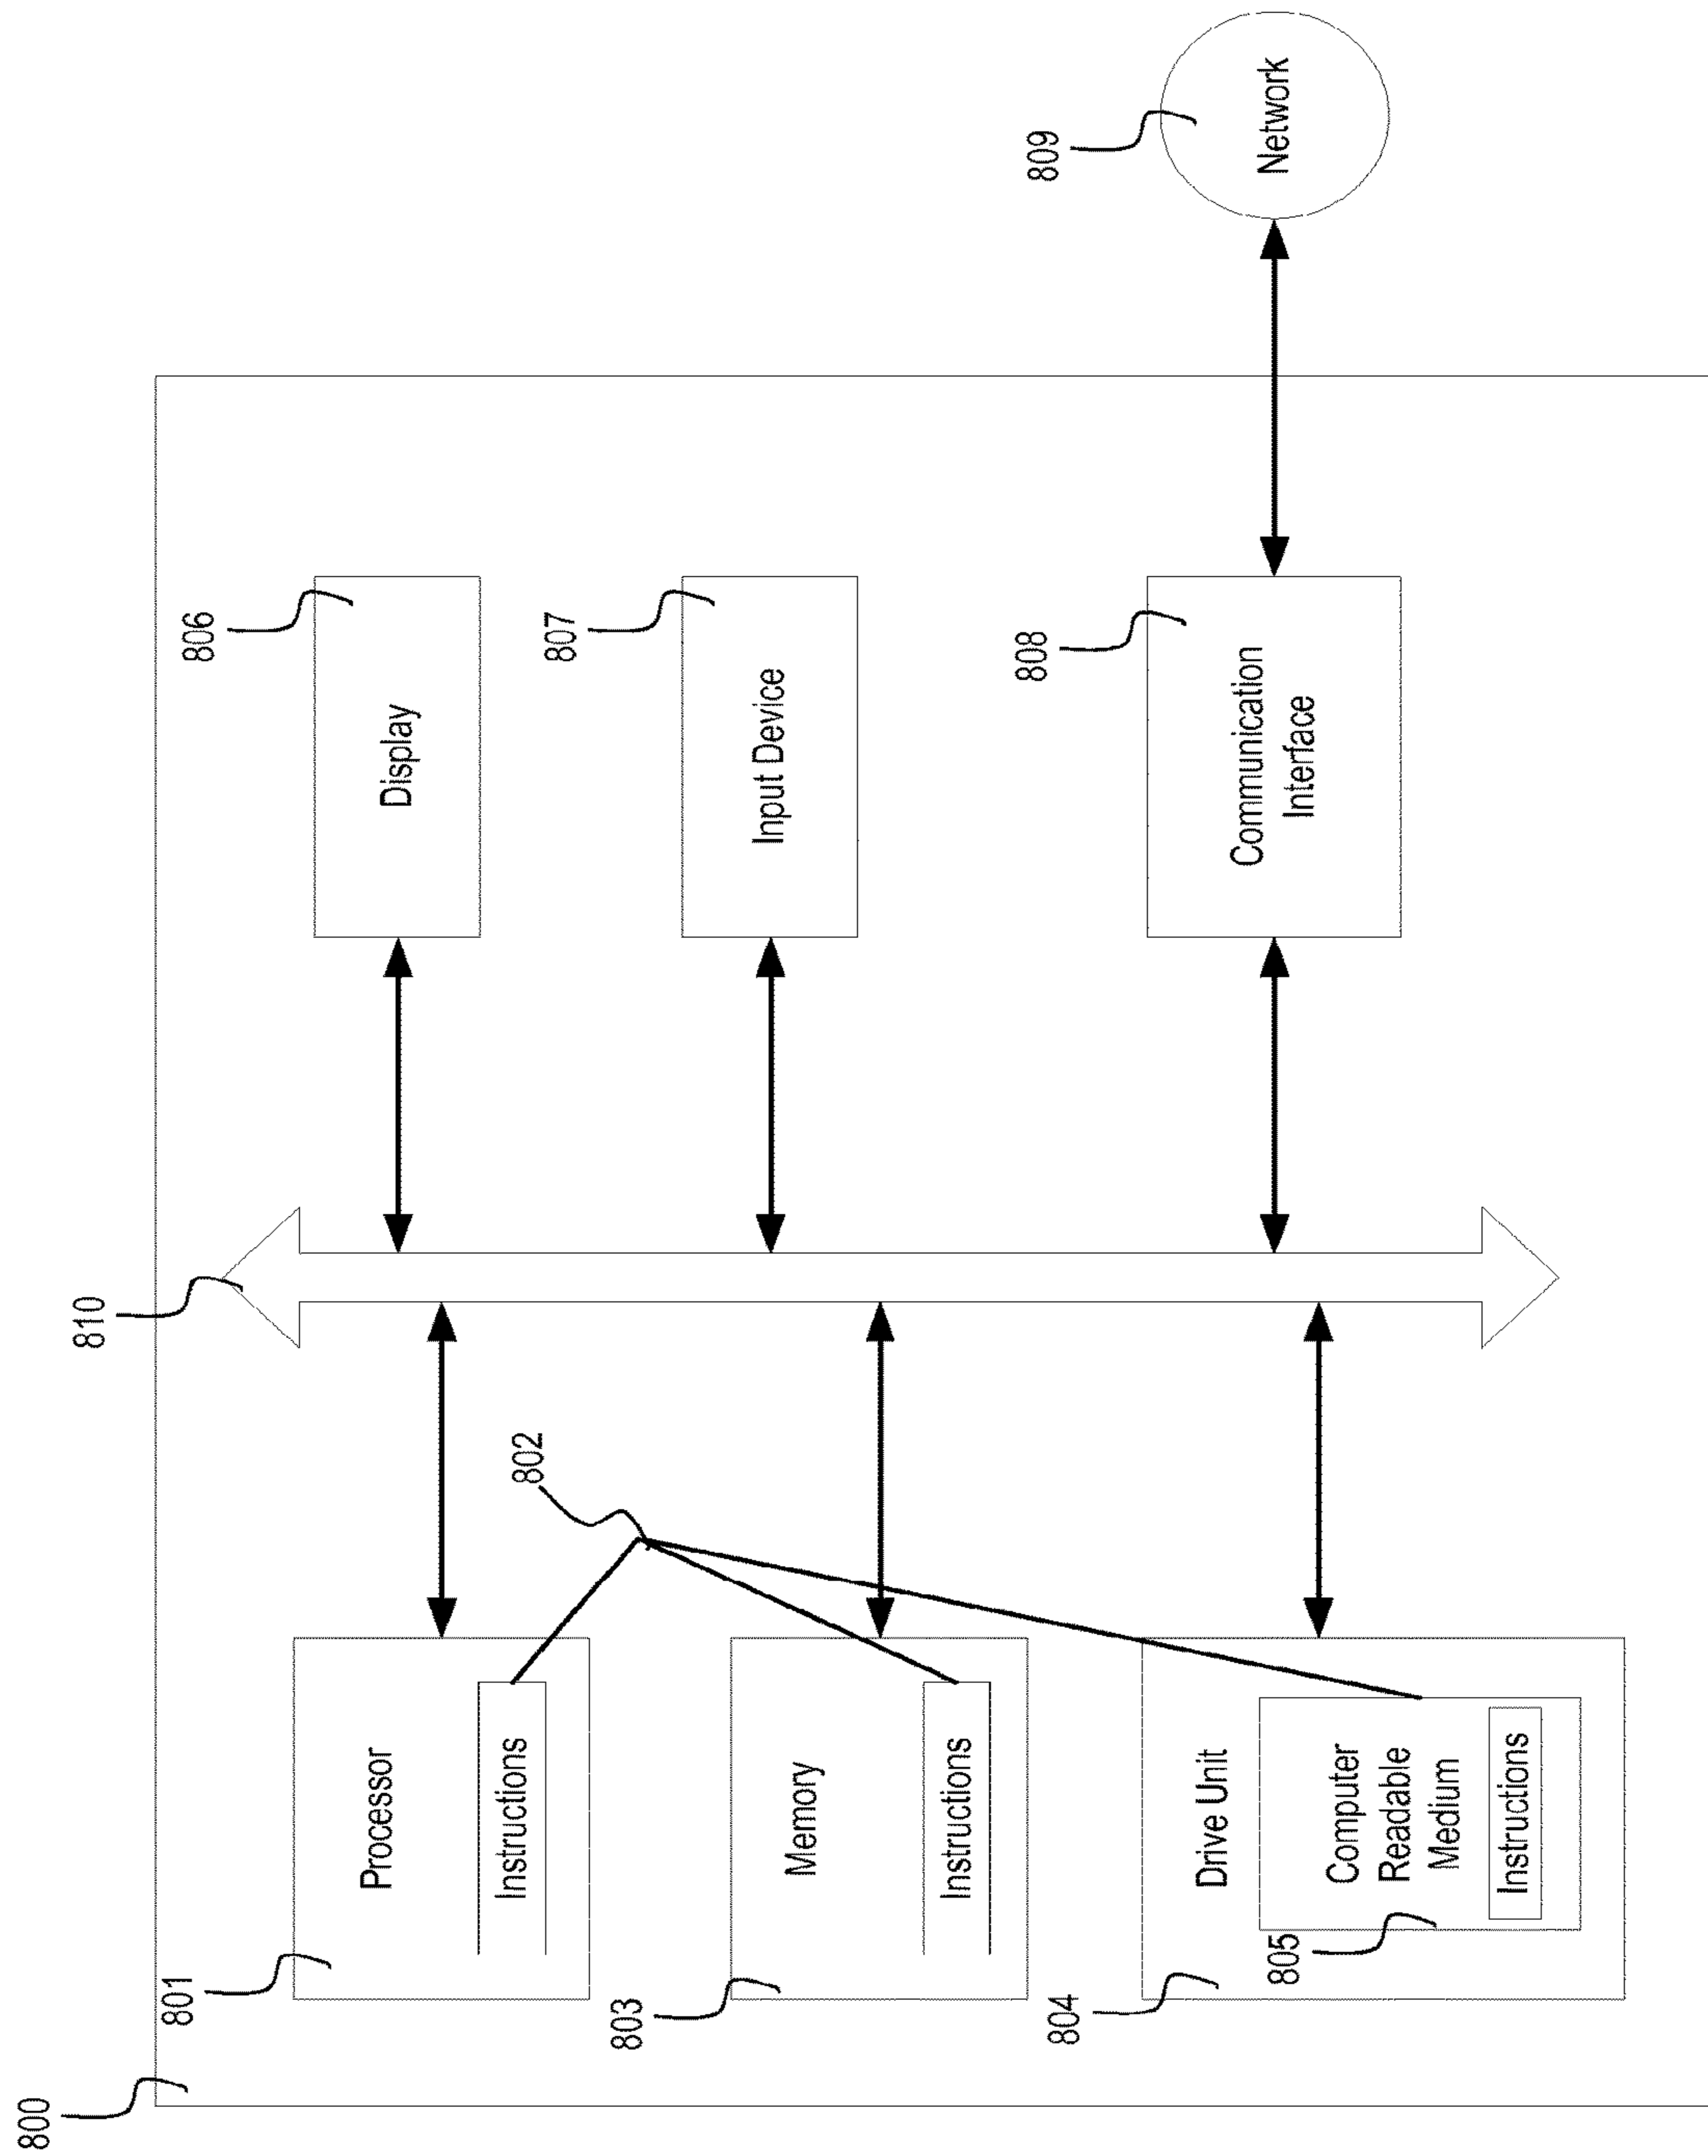 800
810
801
Processor
Instructions
802
806
Display
803
Memory
Instructions
807
Input Device
804
Drive Unit
805
Computer
Readable
Medium
Instructions
808
Communication
Interface
809
Network